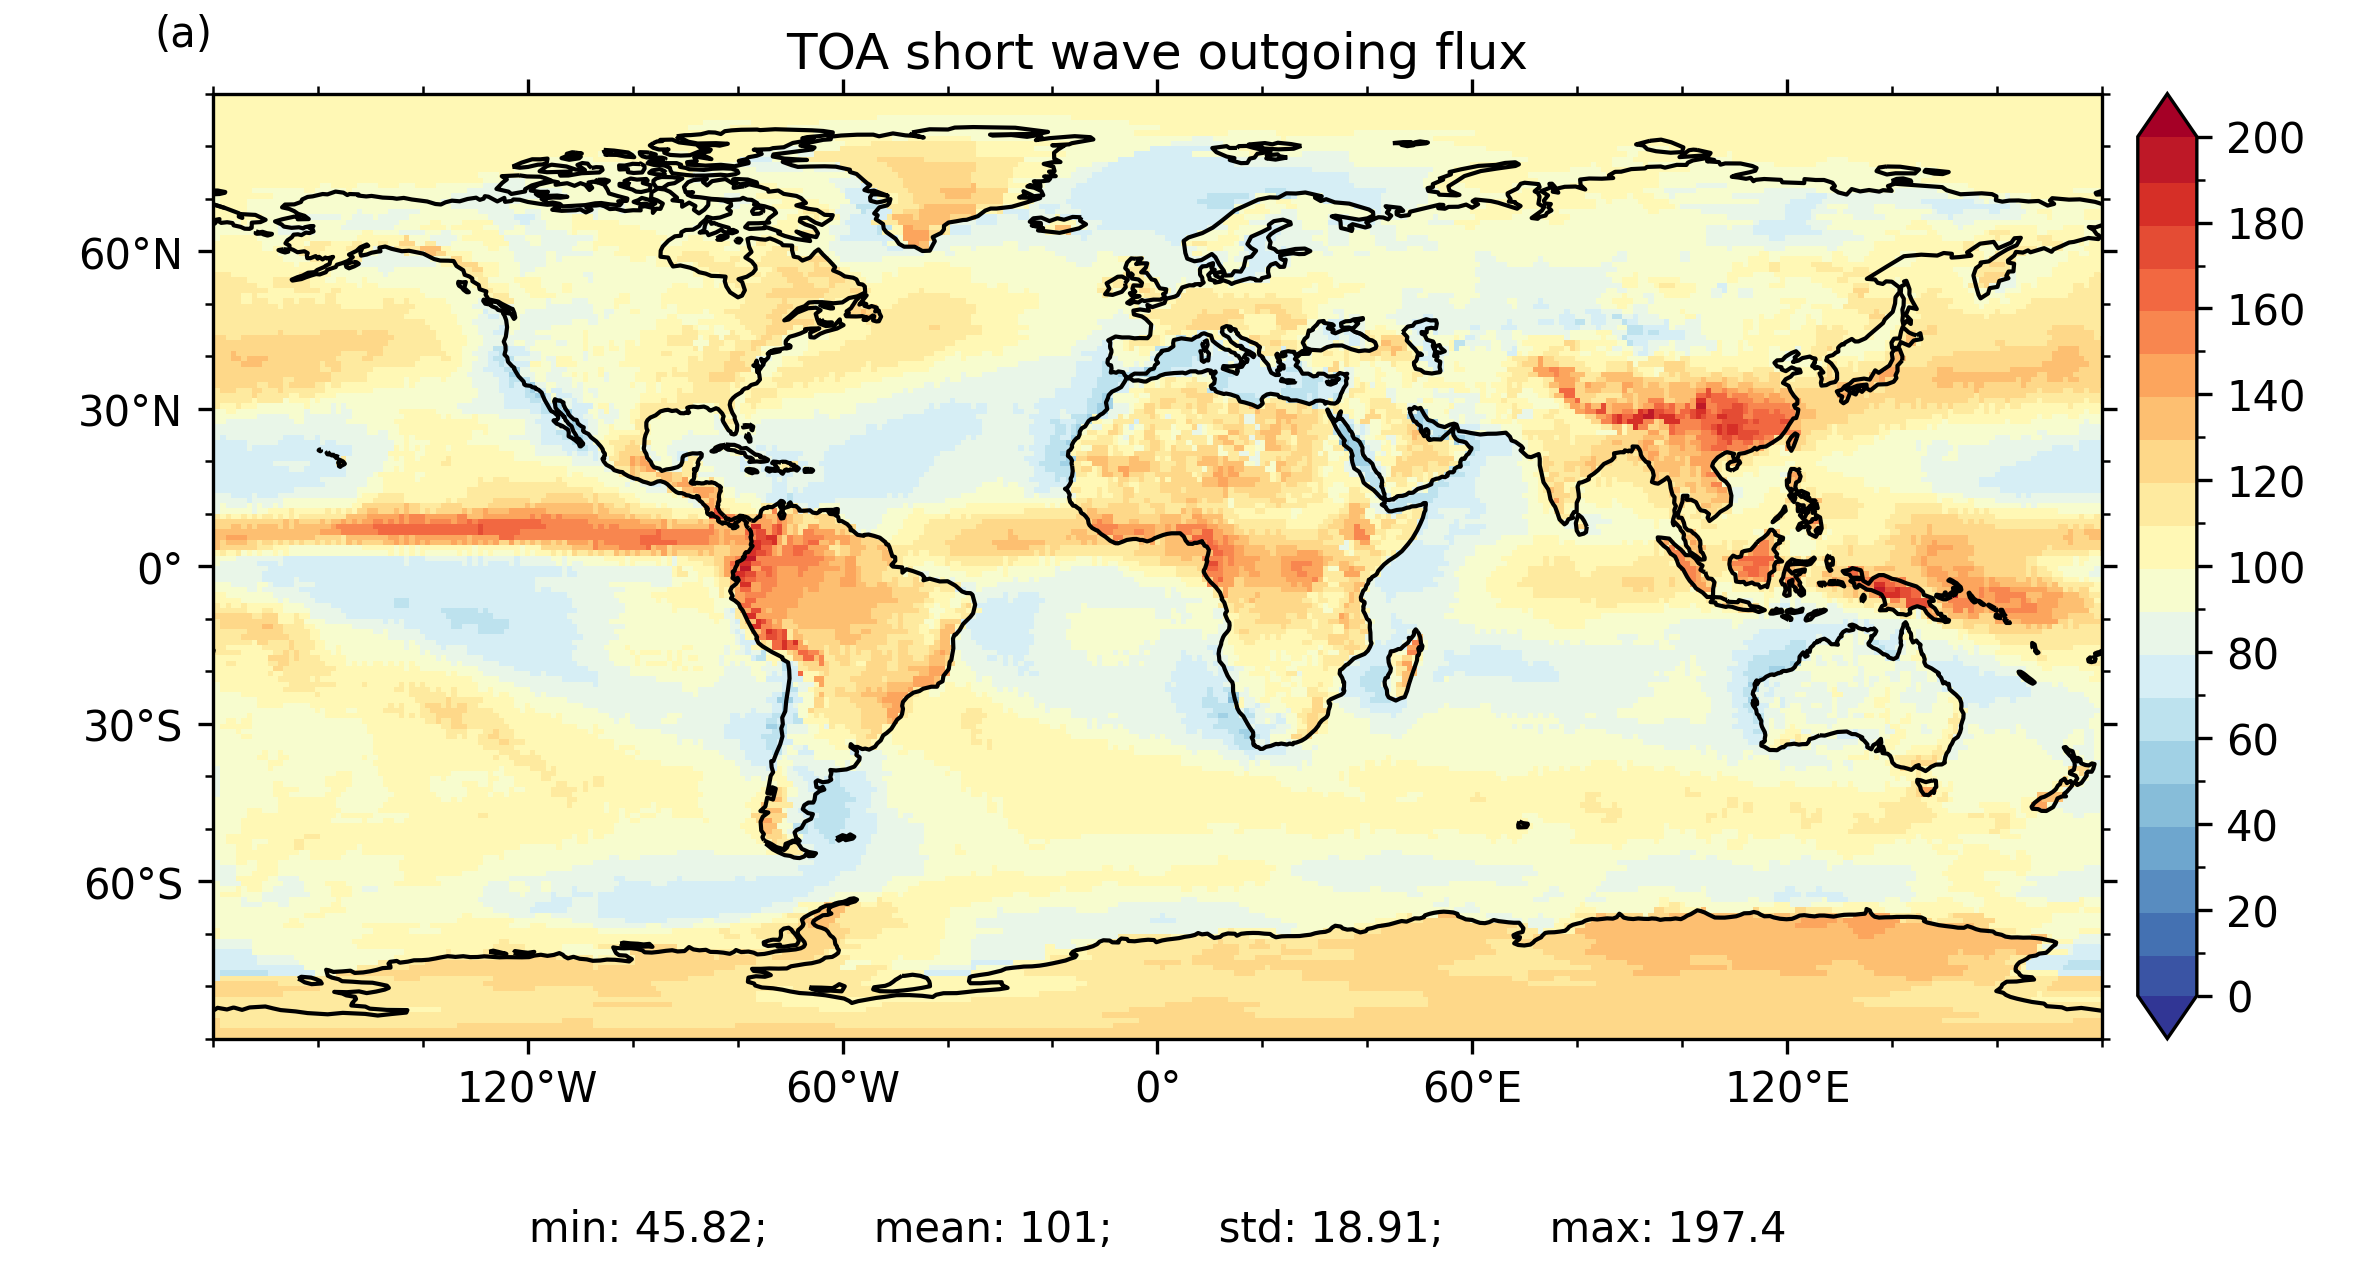 (a)
TOA short wave outgoing flux
200
180
160
140
120
100
80
60
40
20
0
60°N
30°N
0°
30°S
60°S
120°W 60°W 0° 60°E 120°E
min: 45.82; mean: 101; std: 18.91; max: 197.4